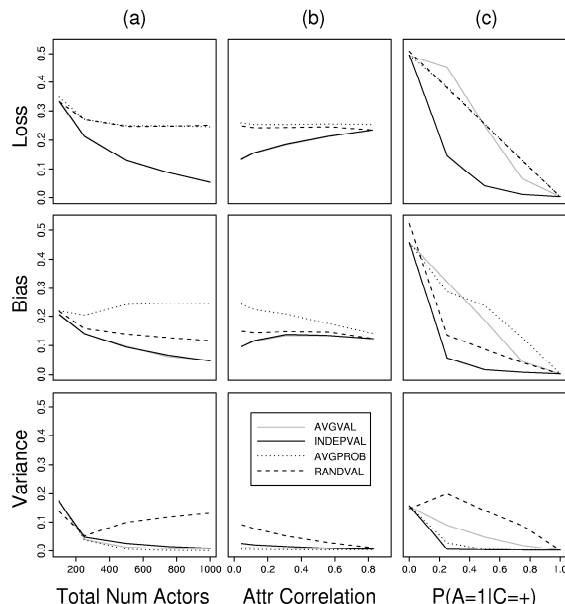 (a) (b) (c)
Loss
0.0 0.1 0.2 0.3 0.4 0.5
Bias
0.0 0.1 0.2 0.3 0.4 0.5
Variance
0.0 0.1 0.2 0.3 0.4 0.5
AVGVAL
INDEPVAL
AVGPROB
RANDVAL
200 400 600 800 1000
0.0 0.2 0.4 0.6 0.8
0.0 0.2 0.4 0.6 0.8 1.0
Total Num Actors
Attr Correlation
P(A=1|C=+)